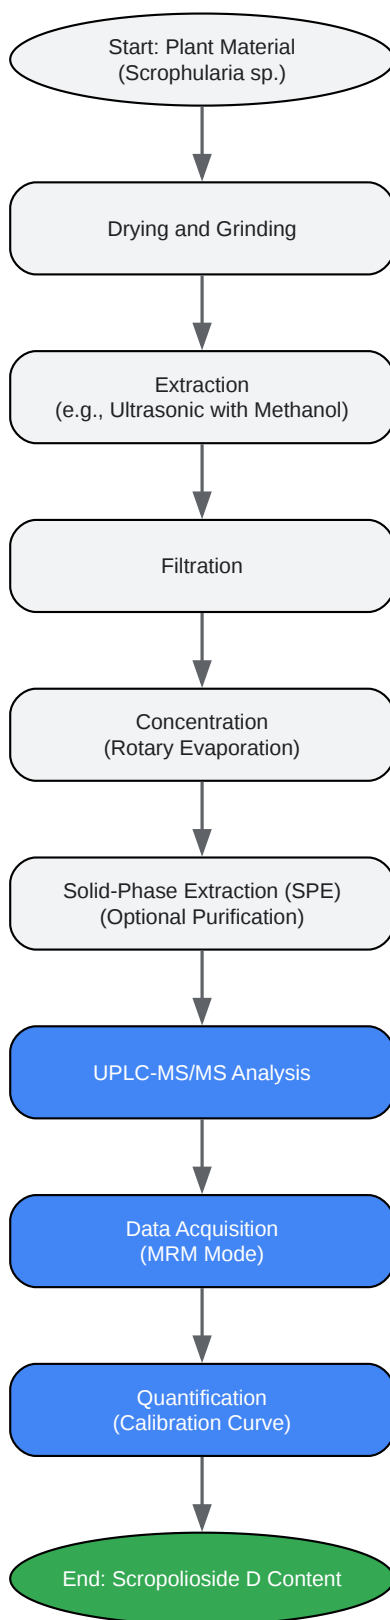 Start: Plant Material
(Scrophularia sp.)
Drying and Grinding
Extraction
(e.g., Ultrasonic with Methanol)
Filtration
Concentration
(Rotary Evaporation)
Solid-Phase Extraction (SPE)
(Optional Purification)
UPLC-MS/MS Analysis
Data Acquisition
(MRM Mode)
Quantification
(Calibration Curve)
End: Scropolioside D Content